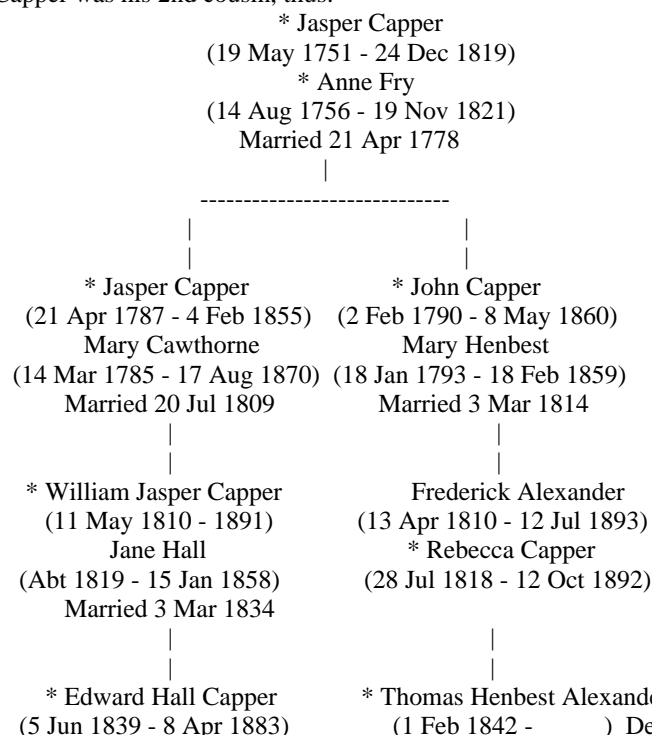 Capper was his 2nd cousin, thus:
* Jasper Capper
(19 May 1751 - 24 Dec 1819)
* Anne Fry
(14 Aug 1756 - 19 Nov 1821)
Married 21 Apr 1778
|
-----------------------------
| |
| |
* Jasper Capper * John Capper
(21 Apr 1787 - 4 Feb 1855) (2 Feb 1790 - 8 May 1860)
Mary Cawthorne Mary Henbest
(14 Mar 1785 - 17 Aug 1870) (18 Jan 1793 - 18 Feb 1859)
Married 20 Jul 1809 Married 3 Mar 1814
| |
| |
* William Jasper Capper Frederick Alexander
(11 May 1810 - 1891) (13 Apr 1810 - 12 Jul 1893)
Jane Hall * Rebecca Capper
(Abt 1819 - 15 Jan 1858) (28 Jul 1818 - 12 Oct 1892)
Married 3 Mar 1834
| |
| |
* Edward Hall Capper * Thomas Henbest Alexande
(5 Jun 1839 - 8 Apr 1883) (1 Feb 1842 - ) De